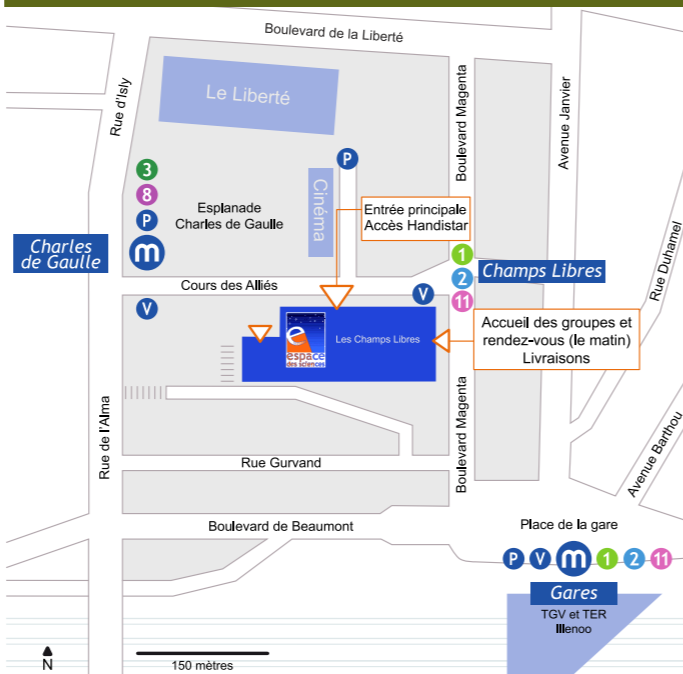 Boulevard de la Liberté
Rue d'Isly
Le Liberté
Boulevard Magenta
Avenue Janvier
P
3
8
P
m
Esplanade
Charles de Gaulle
Cinéma
Entrée principale
Accès Handistar
Charles
de Gaulle
1
2
11
Champs Libres
Rue Duhamel
Cours des Alliés
V
V
e
espace
des sciences
Les Champs Libres
Accueil des groupes et
rendez-vous (le matin)
Livraisons
Rue de l'Alma
Boulevard Magenta
Rue Gurvand
Avenue Barthou
Boulevard de Beaumont
Place de la gare
P V m 1 2 11
Gares
TGV et TER
Illenoo
N
150 mètres